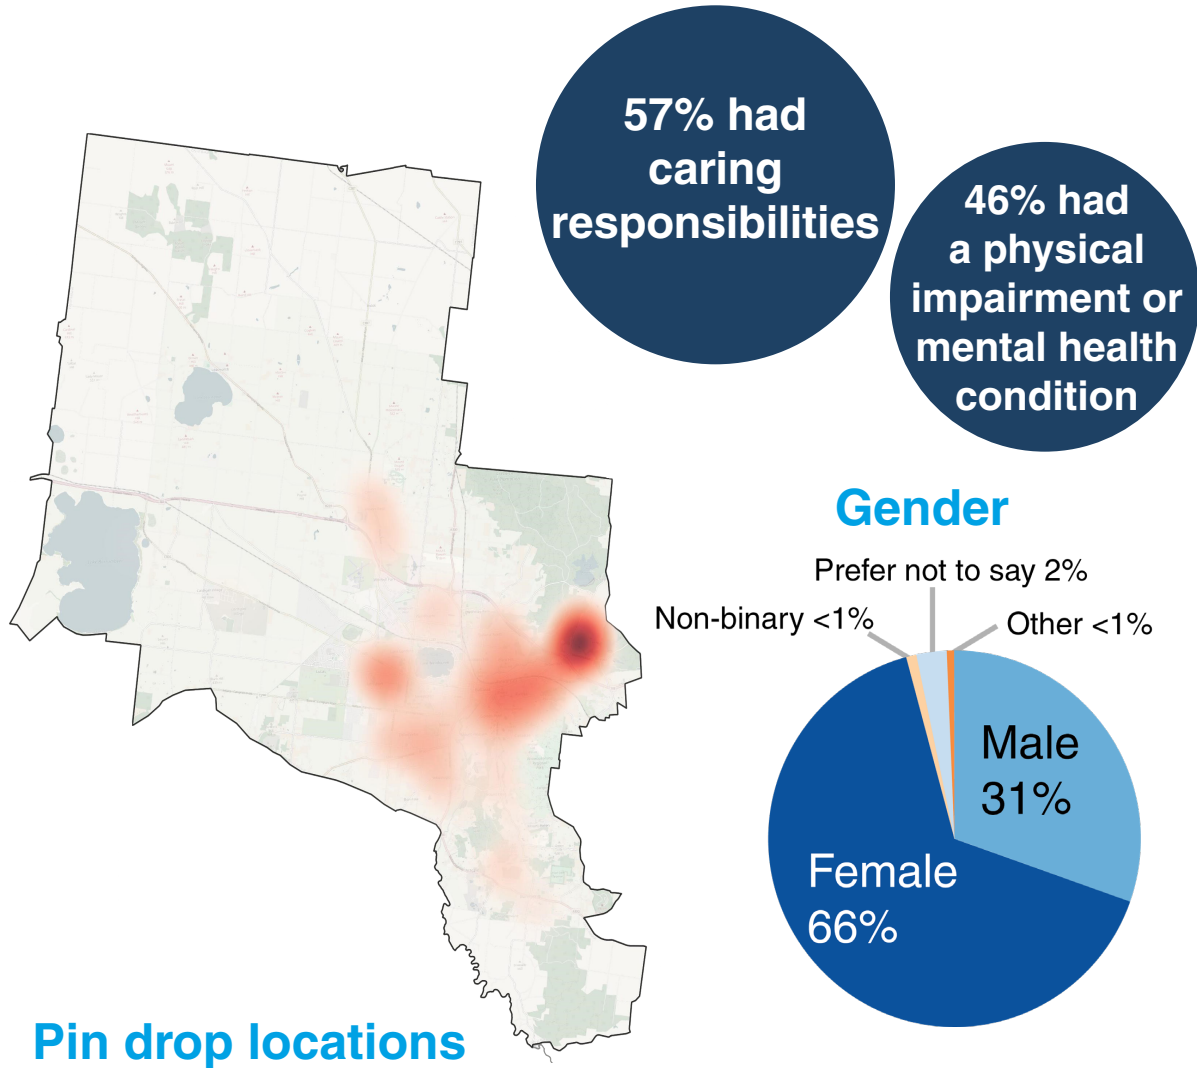 57% had
caring
responsibilities
46% had
a physical
impairment or
mental health
condition
Gender
Prefer not to say 2%
Non-binary <1%
Other <1%
Male
31%
Female
66%
Pin drop locations